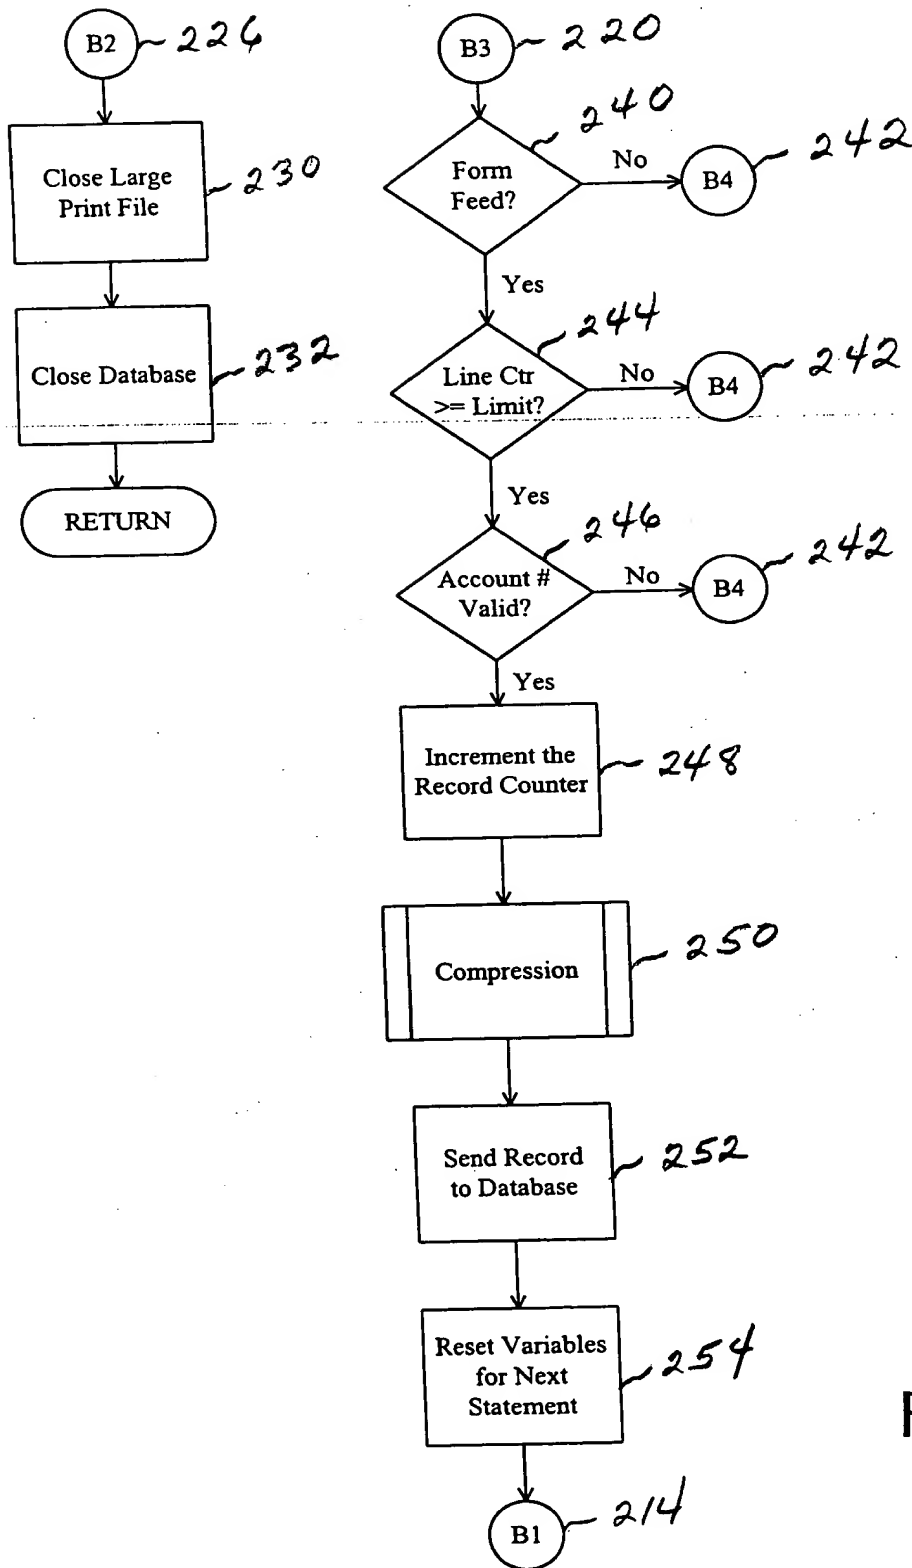 B2
226
Close Large
Print File
230
Close Database
232
RETURN
B3
220
240
Form
Feed?
No
B4
242
Yes
244
Line Ctr
>= Limit?
No
B4
242
Yes
246
Account #
Valid?
No
B4
242
Yes
Increment the
Record Counter
248
Compression
250
Send Record
to Database
252
Reset Variables
for Next
Statement
254
B1
214